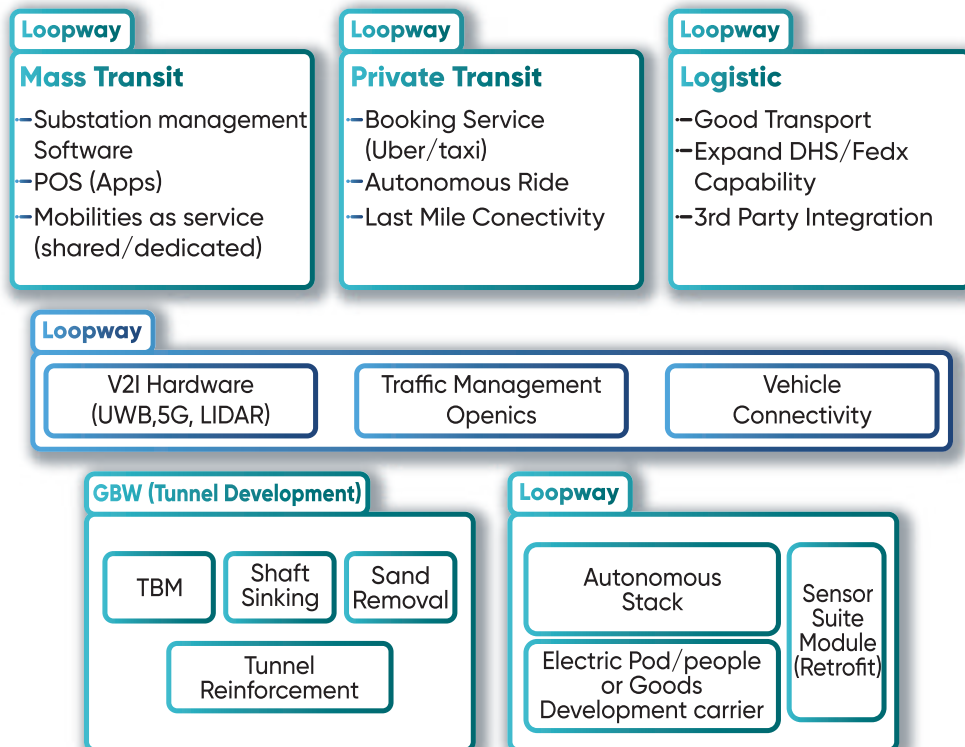 Loopway
Mass Transit
Substation management
Software
POS (Apps)
Mobilities as service
(shared/dedicated)
Loopway
Private Transit
Booking Service
(Uber/taxi)
Autonomous Ride
Last Mile Conectivity
Loopway
Logistic
Good Transport
Expand DHS/Fedx
Capability
3rd Party Integration
Loopway
V2I Hardware
(UWB,5G, LIDAR)
Traffic Management
Openics
Vehicle
Connectivity
GBW (Tunnel Development)
TBM
Shaft
Sinking
Sand
Removal
Tunnel
Reinforcement
Loopway
Autonomous
Stack
Electric Pod/people
or Goods
Development carrier
Sensor
Suite
Module
(Retrofit)